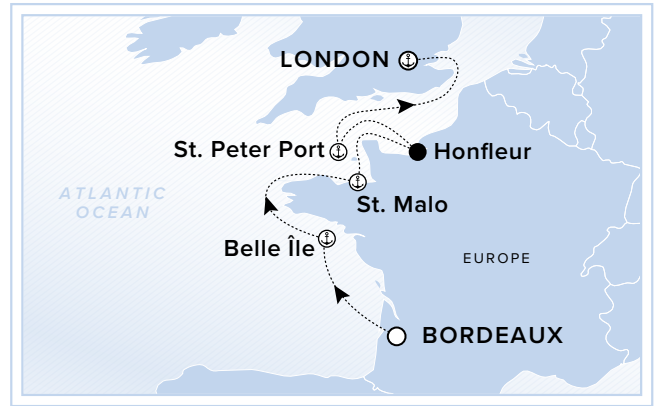 LONDON
St. Peter Port
Honfleur
ATLANTIC
OCEAN
St. Malo
Belle Île
EUROPE
BORDEAUX